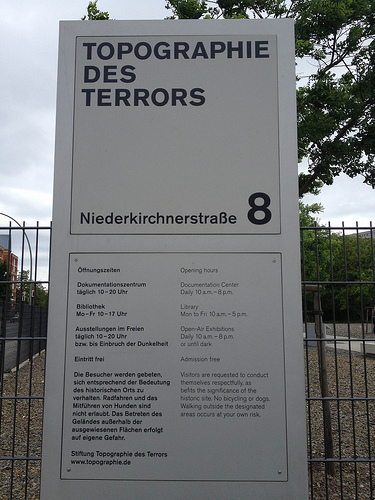 TOPOGRAPHIE
DES
TERRORS
Niederkirchnerstraße 8
Öffnungszeiten
Dokumentationszentrum
täglich 10–20 Uhr
Bibliothek
Mo–Fr 10–17 Uhr
Ausstellungen im Freien
täglich 10–20 Uhr
bzw. bis Einbruch der Dunkelheit
Eintritt frei
Die Besucher werden gebeten,
sich entsprechend der Bedeutung
des historischen Orts zu
verhalten. Radfahren und das
Mitführen von Hunden sind
nicht erlaubt. Das Betreten des
Geländes außerhalb der
ausgewiesenen Flächen erfolgt
auf eigene Gefahr.
Stiftung Topographie des Terrors
www.topographie.de
Opening hours
Documentation Center
Daily 10 a.m.–8 p.m.
Library
Mon to Fri 10 a.m.–5 p.m.
Open-Air Exhibitions
Daily 10 a.m.–8 p.m.
or until dark
Admission free
Visitors are requested to conduct
themselves respectfully, as
befits the significance of the
historic site. No bicycling or dogs.
Walking outside the designated
areas occurs at your own risk.